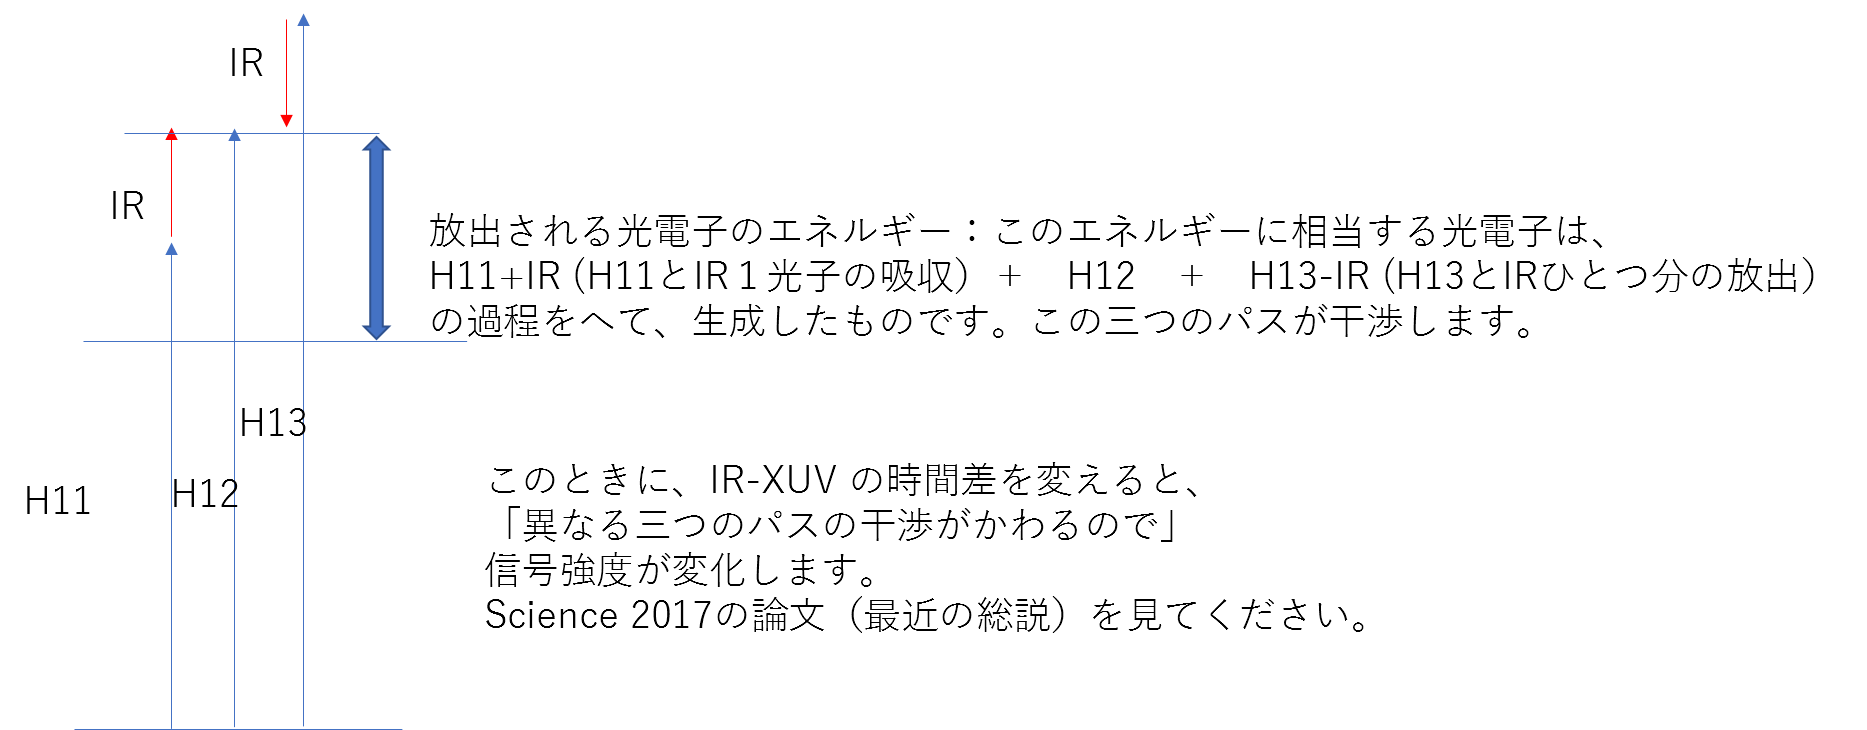 IR
IR
放出される光電子のエネルギー：このエネルギーに相当する光電子は、
H11+IR (H11とIR１光子の吸収）＋　H12　＋　H13-IR (H13とIRひとつ分の放出）
の過程をへて、生成したものです。この三つのパスが干渉します。
H13
H12
H11
このときに、IR-XUV の時間差を変えると、
「異なる三つのパスの干渉がかわるので」
信号強度が変化します。
Science 2017の論文（最近の総説）を見てください。